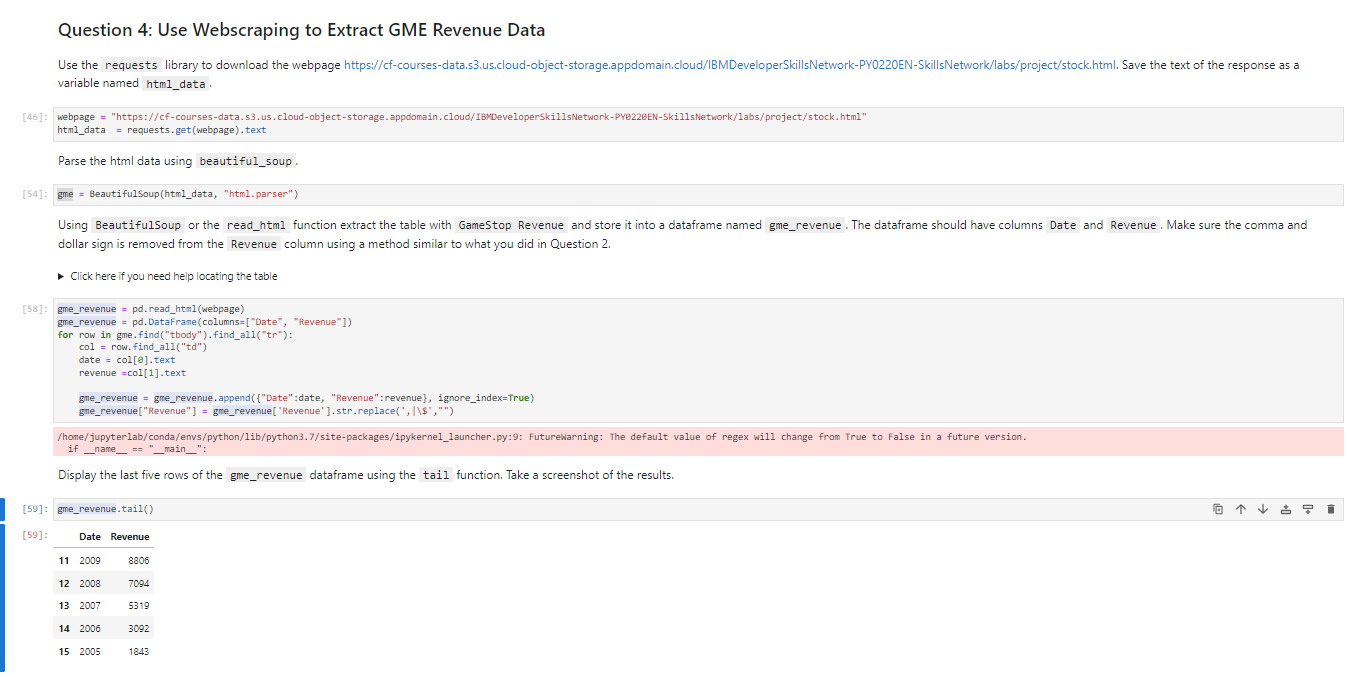 Question 4: Use Webscraping to Extract GME Revenue Data
Use the requests library to download the webpage https://cf-courses-data.s3.us.cloud-object-storage.appdomain.cloud/IBMDeveloperSkillsNetwork-PY0220EN-SkillsNetwork/labs/project/stock.html. Save the text of the response as a
variable named html_data.
[46]: webpage = "https://cf-courses-data.s3.us.cloud-object-storage.appdomain.cloud/IBMDeveloperSkillsNetwork-PY0220EN-SkillsNetwork/labs/project/stock.html"
html_data  = requests.get(webpage).text
Parse the html data using beautiful_soup.
[54]: gme = BeautifulSoup(html_data, "html.parser")
Using BeautifulSoup or the read_html function extract the table with GameStop Revenue and store it into a dataframe named gme_revenue. The dataframe should have columns Date and Revenue. Make sure the comma and
dollar sign is removed from the Revenue column using a method similar to what you did in Question 2.
Click here if you need help locating the table
[58]: gme_revenue = pd.read_html(webpage)
gme_revenue = pd.DataFrame(columns=["Date", "Revenue"])
for row in gme.find("tbody").find_all("tr"):
    col = row.find_all("td")
    date = col[0].text
    revenue =col[1].text
    gme_revenue = gme_revenue.append({"Date":date, "Revenue":revenue}, ignore_index=True)
    gme_revenue["Revenue"] = gme_revenue['Revenue'].str.replace(',|\$',"")
/home/jupyterlab/conda/envs/python/lib/python3.7/site-packages/ipykernel_launcher.py:9: FutureWarning: The default value of regex will change from True to False in a future version.
  if __name__ == "__main__":
Display the last five rows of the gme_revenue dataframe using the tail function. Take a screenshot of the results.
[59]: gme_revenue.tail()
[59]: Date Revenue
11 2009 8806
12 2008 7094
13 2007 5319
14 2006 3092
15 2005 1843